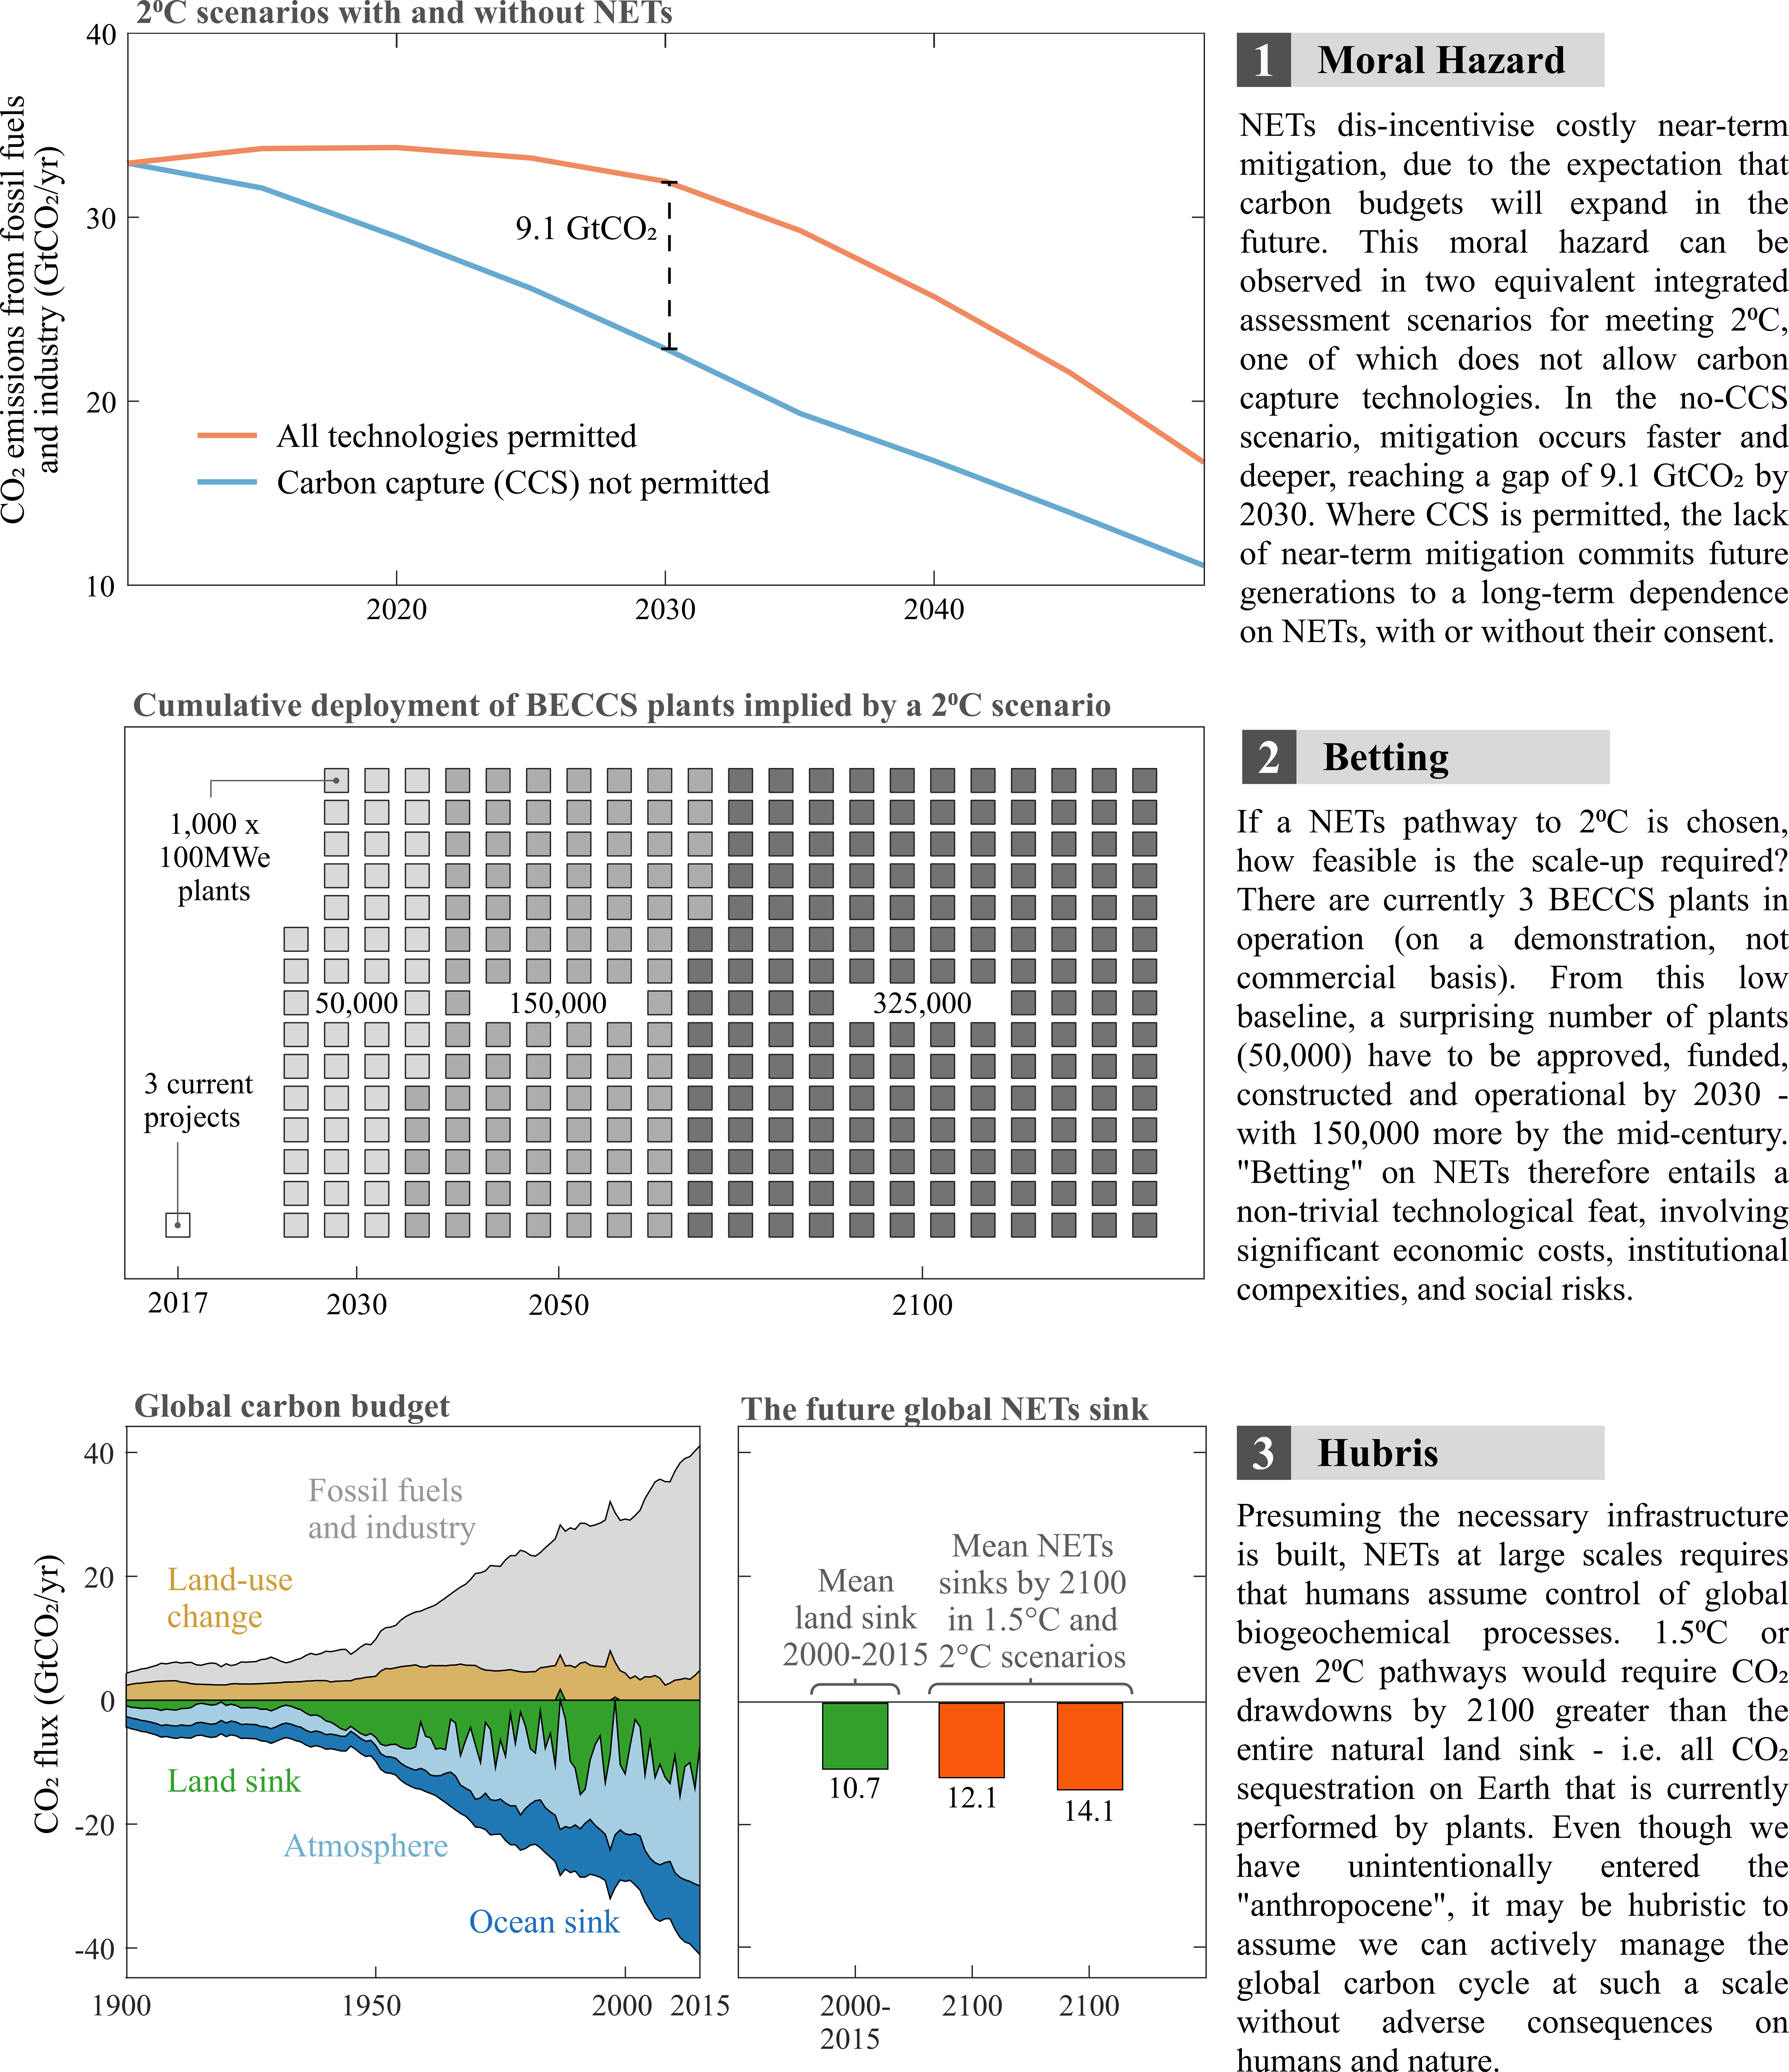 2⁰C scenarios with and without NETs
CO₂ emissions from fossil fuels
and industry (GtCO₂/yr)
40
30
20
10
9.1 GtCO₂
All technologies permitted
Carbon capture (CCS) not permitted
2020
2030
2040
1 Moral Hazard
NETs dis-incentivise costly near-term
mitigation, due to the expectation that
carbon budgets will expand in the
future. This moral hazard can be
observed in two equivalent integrated
assessment scenarios for meeting 2⁰C,
one of which does not allow carbon
capture technologies. In the no-CCS
scenario, mitigation occurs faster and
deeper, reaching a gap of 9.1 GtCO₂ by
2030. Where CCS is permitted, the lack
of near-term mitigation commits future
generations to a long-term dependence
on NETs, with or without their consent.
Cumulative deployment of BECCS plants implied by a 2⁰C scenario
1,000 x
100MWe
plants
50,000
150,000
325,000
3 current
projects
2017
2030
2050
2100
2 Betting
If a NETs pathway to 2⁰C is chosen,
how feasible is the scale-up required?
There are currently 3 BECCS plants in
operation (on a demonstration, not
commercial basis). From this low
baseline, a surprising number of plants
(50,000) have to be approved, funded,
constructed and operational by 2030 -
with 150,000 more by the mid-century.
"Betting" on NETs therefore entails a
non-trivial technological feat, involving
significant economic costs, institutional
compexities, and social risks.
Global carbon budget
CO₂ flux (GtCO₂/yr)
40
20
0
-20
-40
Fossil fuels
and industry
Land-use
change
Land sink
Atmosphere
Ocean sink
1900
1950
2000
2015
The future global NETs sink
Mean
land sink
2000-2015
Mean NETs
sinks by 2100
in 1.5°C and
2°C scenarios
10.7
12.1
14.1
2000-
2015
2100
2100
3 Hubris
Presuming the necessary infrastructure
is built, NETs at large scales requires
that humans assume control of global
biogeochemical processes. 1.5⁰C or
even 2⁰C pathways would require CO₂
drawdowns by 2100 greater than the
entire natural land sink - i.e. all CO₂
sequestration on Earth that is currently
performed by plants. Even though we
have unintentionally entered the
"anthropocene", it may be hubristic to
assume we can actively manage the
global carbon cycle at such a scale
without adverse consequences on
humans and nature.